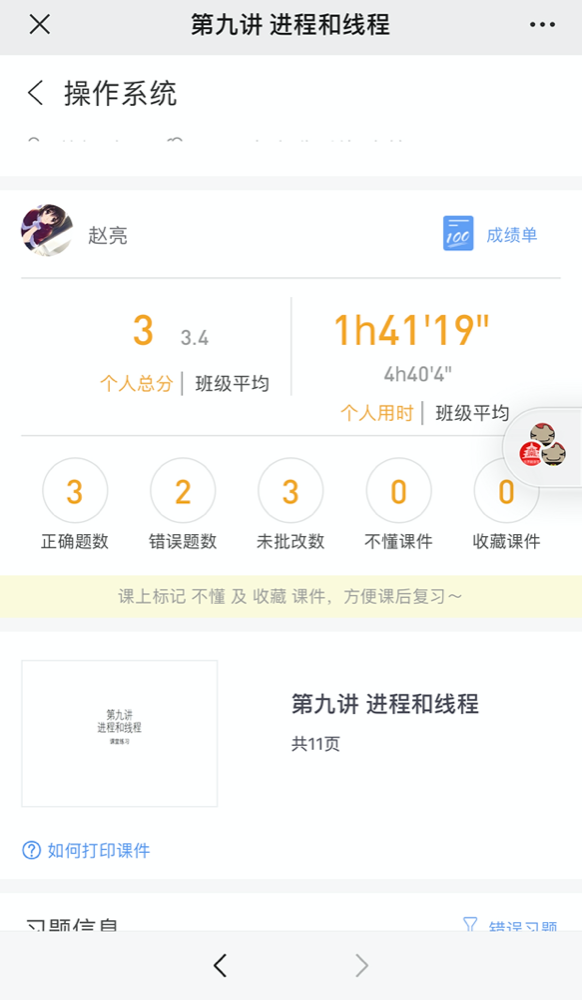 第九讲 进程和线程
操作系统
赵亮
100 成绩单
3 3.4
个人总分 班级平均
1h41'19"
4h40'4"
个人用时 班级平均
3 2 3 0 0
正确题数 错误题数 未批改数 不懂课件 收藏课件
课上标记 不懂 及 收藏 课件，方便课后复习～
第九讲
进程和线程
课堂练习
第九讲 进程和线程
共11页
如何打印课件
习题信息 错误习题